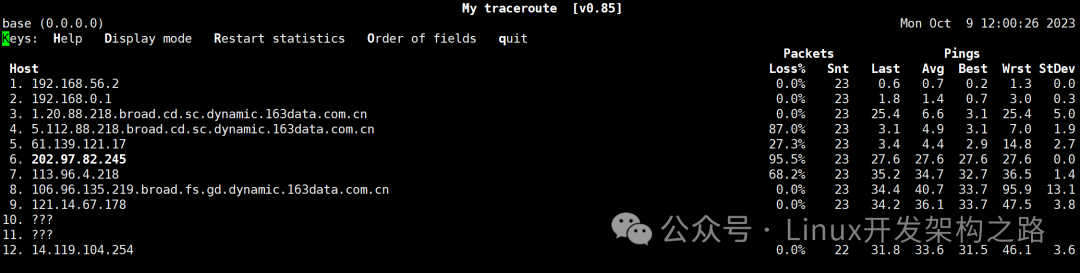 My traceroute [v0.85]
base (0.0.0.0) Mon Oct 9 12:00:26 2023
Keys: Help Display mode Restart statistics Order of fields quit
Packets Pings
Host Loss% Snt Last Avg Best Wrst StDev
1. 192.168.56.2 0.0% 23 0.6 0.7 0.2 1.3 0.0
2. 192.168.0.1 0.0% 23 1.8 1.4 0.7 3.0 0.3
3. 1.20.88.218.broad.cd.sc.dynamic.163data.com.cn 0.0% 23 25.4 6.6 3.1 25.4 5.0
4. 5.112.88.218.broad.cd.sc.dynamic.163data.com.cn 87.0% 23 3.1 4.9 3.1 7.0 1.9
5. 61.139.121.17 27.3% 23 3.4 4.4 2.9 14.8 2.7
6. 202.97.82.245 95.5% 23 27.6 27.6 27.6 27.6 0.0
7. 113.96.4.218 68.2% 23 35.2 34.7 32.7 36.5 1.4
8. 106.96.135.219.broad.fs.gd.dynamic.163data.com.cn 0.0% 23 34.4 40.7 33.7 95.9 13.1
9. 121.14.67.178 0.0% 23 34.2 36.1 33.7 47.5 3.8
10. ???
11. ???
12. 14.119.104.254 0.0% 22 31.8 33.6 31.5 46.1 3.6
公众号 · Linux开发架构之路